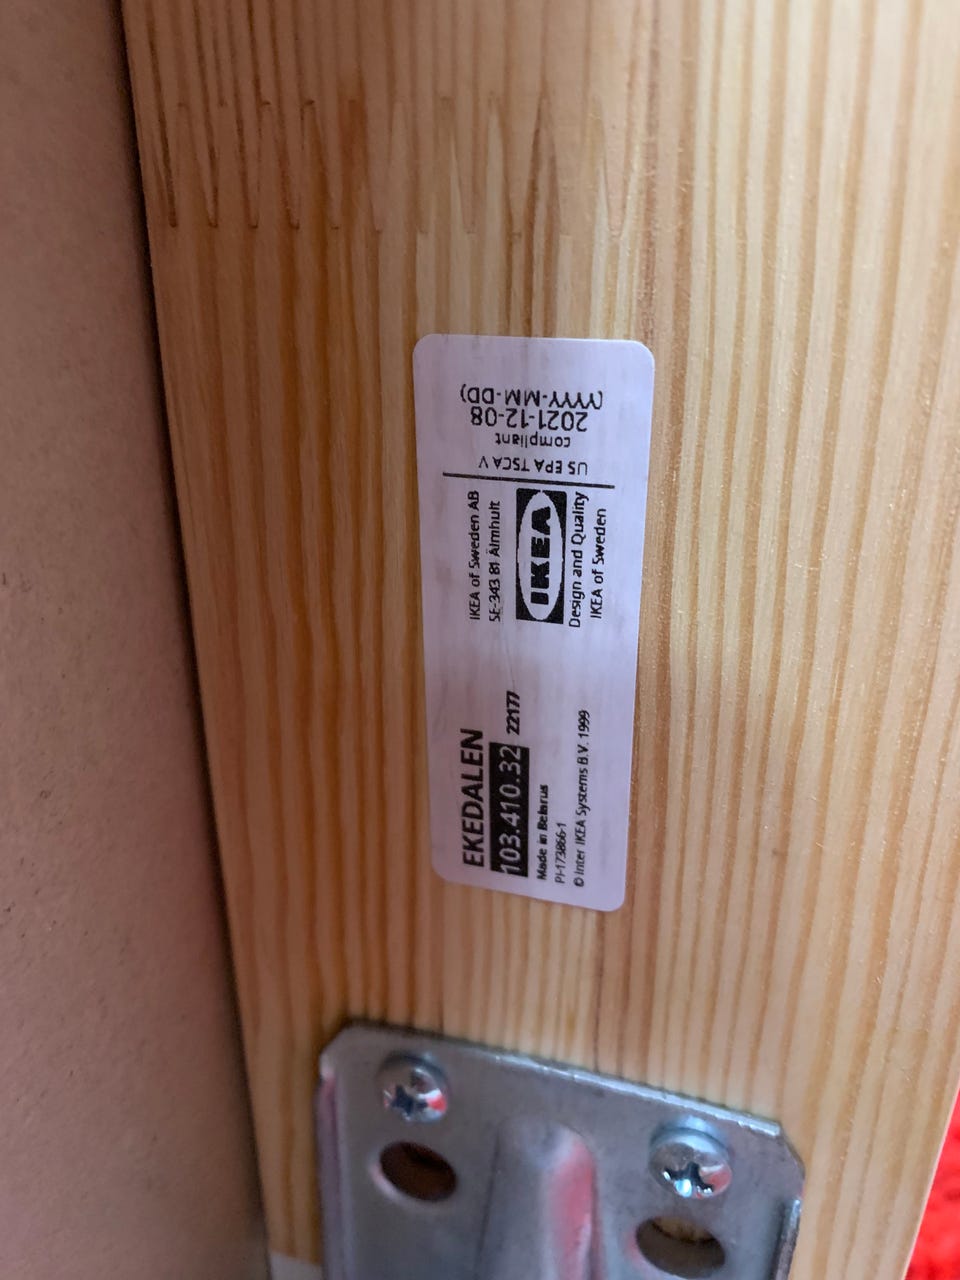 EKEDALEN
103.410.32 22177
Made in Belarus
PI-173866-1
© Inter IKEA Systems B.V. 1999
IKEA of Sweden AB
SE-343 81 Älmhult
IKEA
Design and Quality
IKEA of Sweden
US EPA TSCA VI
compliant
2021-12-08
(YYYY-MM-DD)